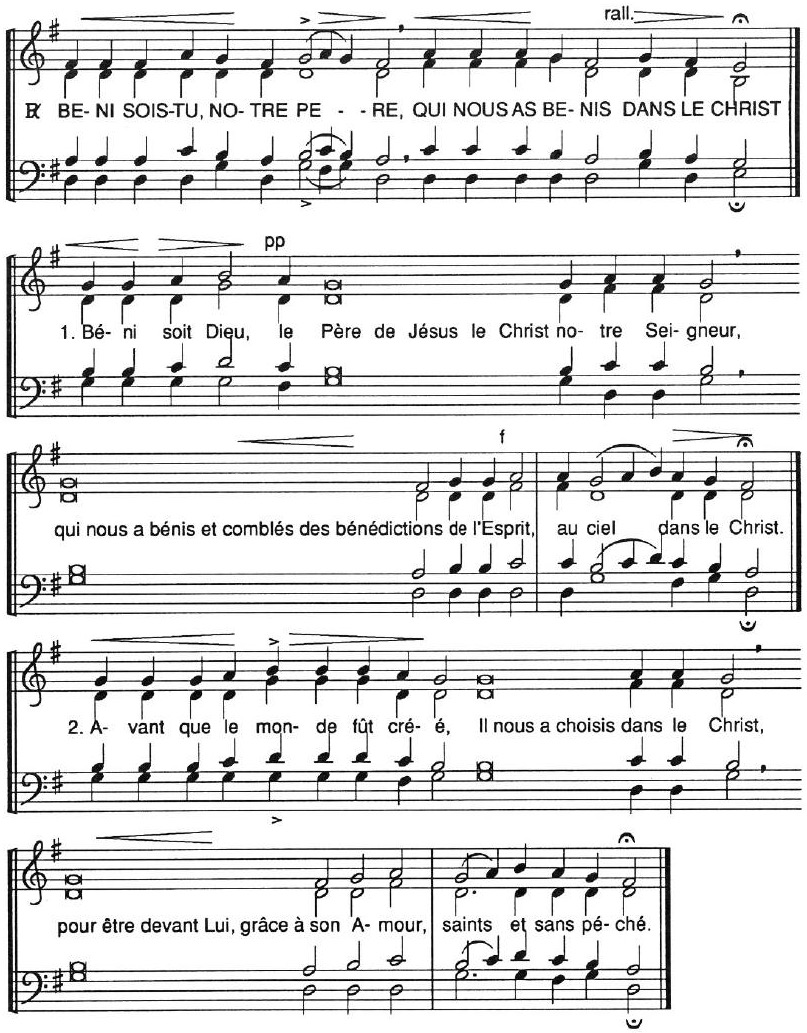 rall.
℟ BE- NI SOIS-TU, NO- TRE PE - - RE, QUI NOUS AS BE- NIS DANS LE CHRIST
pp
1. Bé- ni soit Dieu, le Père de Jésus le Christ no- tre Sei- gneur,
f
qui nous a bénis et comblés des bénédictions de l'Esprit, au ciel dans le Christ.
2. A- vant que le mon- de fût cré- é, Il nous a choisis dans le Christ,
pour être devant Lui, grâce à son A- mour, saints et sans pé- ché.